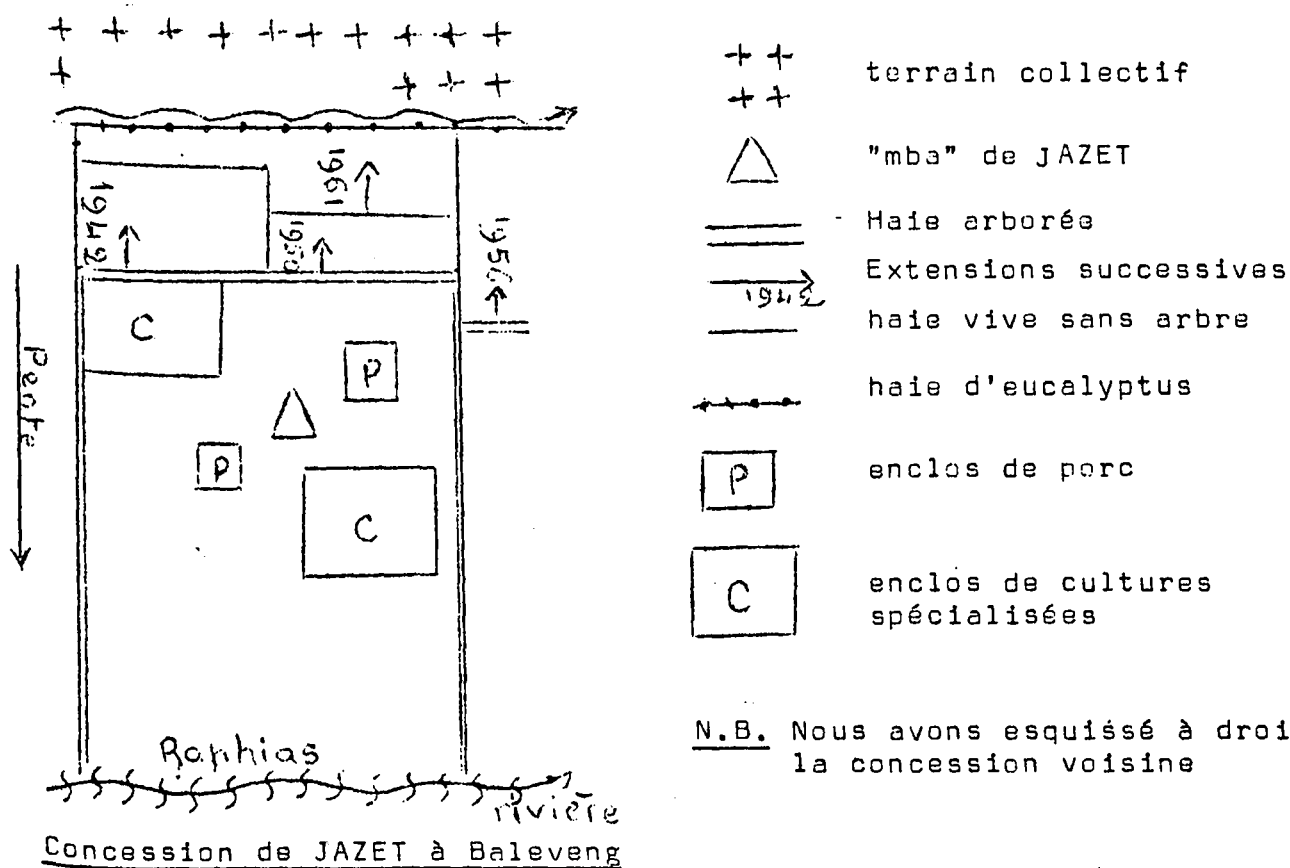 terrain collectif
"mba" de JAZET
Haie arborée
Extensions successives
haie vive sans arbre
haie d'eucalyptus
P
enclos de porc
C
enclos de cultures
spécialisées
N.B. Nous avons esquissé à droi
la concession voisine
1942
1950
1961
C
P
P
C
Pente
Raphias
rivière
Concession de JAZET à Baleveng